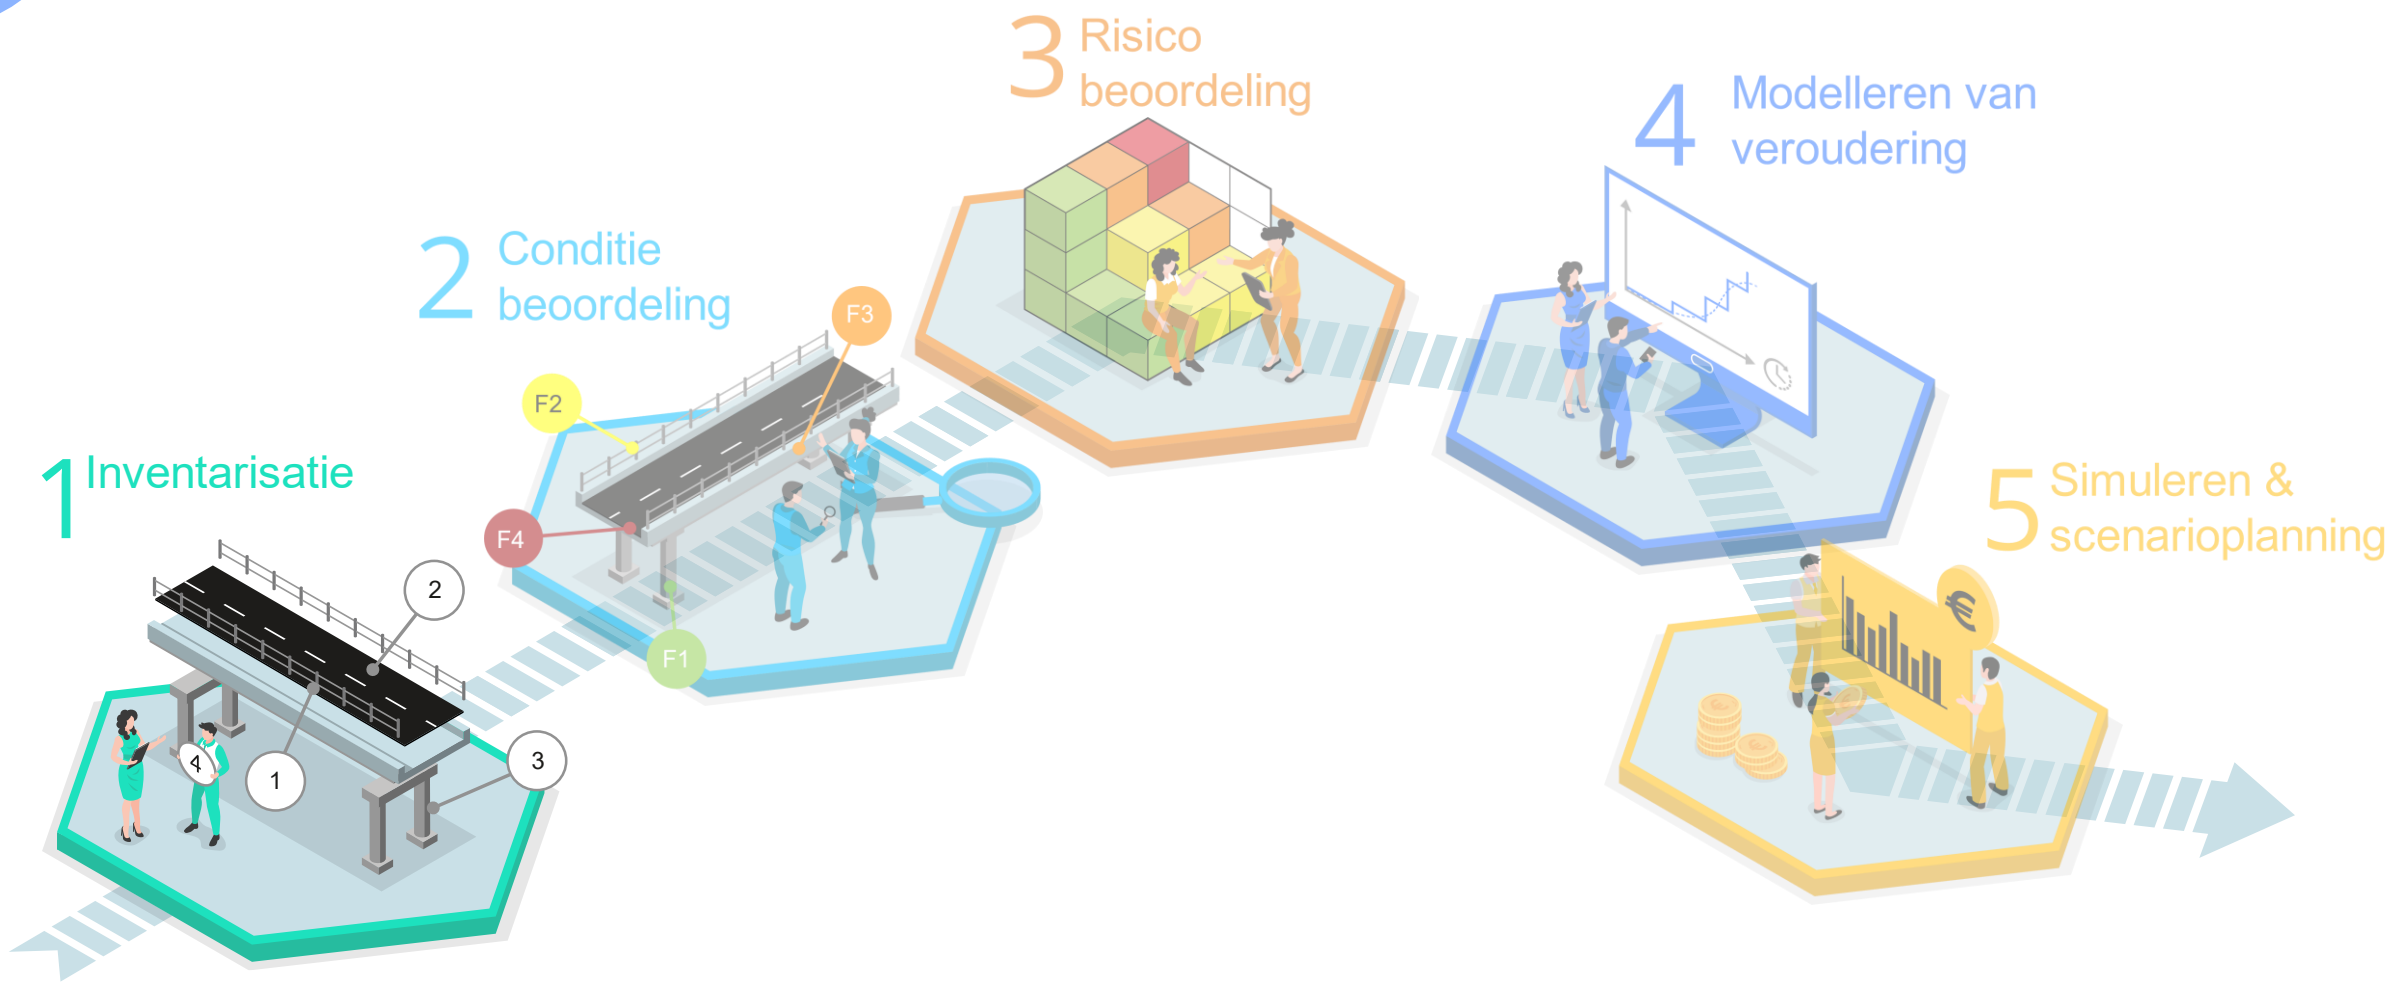 1 Inventarisatie
2
1
3
4
2 Conditie
beoordeling
F2
F3
F4
F1
3 Risico
beoordeling
4 Modelleren van
veroudering
5 Simuleren &
scenarioplanning
€
€
€